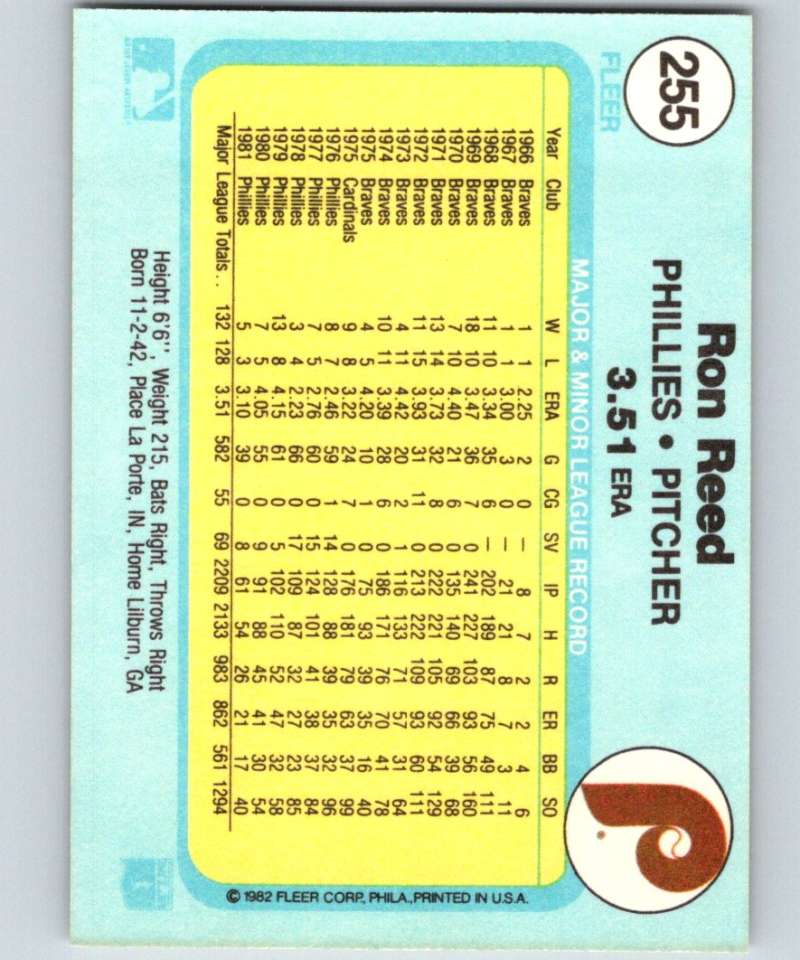 255
FLEER
Ron Reed
PHILLIES • PITCHER
3.51 ERA
MAJOR & MINOR LEAGUE RECORD
Year Club W L ERA G CG SV IP H R ER BB SO
1966 Braves 1 1 2.25 2 0 — 8 7 2 2 4 6
1967 Braves 1 1 3.00 3 0 — 21 21 8 7 3 11
1968 Braves 11 10 3.34 35 6 — 202 189 87 75 49 111
1969 Braves 18 10 3.47 36 7 0 241 227 103 93 56 160
1970 Braves 7 10 4.40 21 6 0 135 140 69 66 39 68
1971 Braves 13 14 3.73 32 8 0 222 221 105 92 54 129
1972 Braves 11 15 3.93 31 11 0 213 222 109 93 60 111
1973 Braves 4 11 4.42 20 2 1 116 133 71 57 31 64
1974 Braves 10 11 3.39 28 6 0 186 171 76 70 41 78
1975 Braves 4 5 4.20 10 1 0 75 93 39 35 16 40
1975 Cardinals 9 8 3.22 24 7 0 176 181 79 63 37 99
1976 Phillies 8 7 2.46 59 1 14 128 88 39 35 32 96
1977 Phillies 7 5 2.76 60 0 15 124 101 41 38 37 84
1978 Phillies 3 4 2.23 66 0 17 109 87 32 27 23 85
1979 Phillies 13 8 4.15 61 0 5 102 110 52 47 32 58
1980 Phillies 7 5 4.05 55 0 9 91 88 45 41 30 54
1981 Phillies 5 3 3.10 39 0 8 61 54 26 21 17 40
Major League Totals . . 132 128 3.51 582 55 69 2209 2133 983 862 561 1294
Height 6'6", Weight 215, Bats Right, Throws Right
Born 11-2-42, Place La Porte, IN, Home Lilburn, GA
© 1982 FLEER CORP., PHILA., PRINTED IN U.S.A.